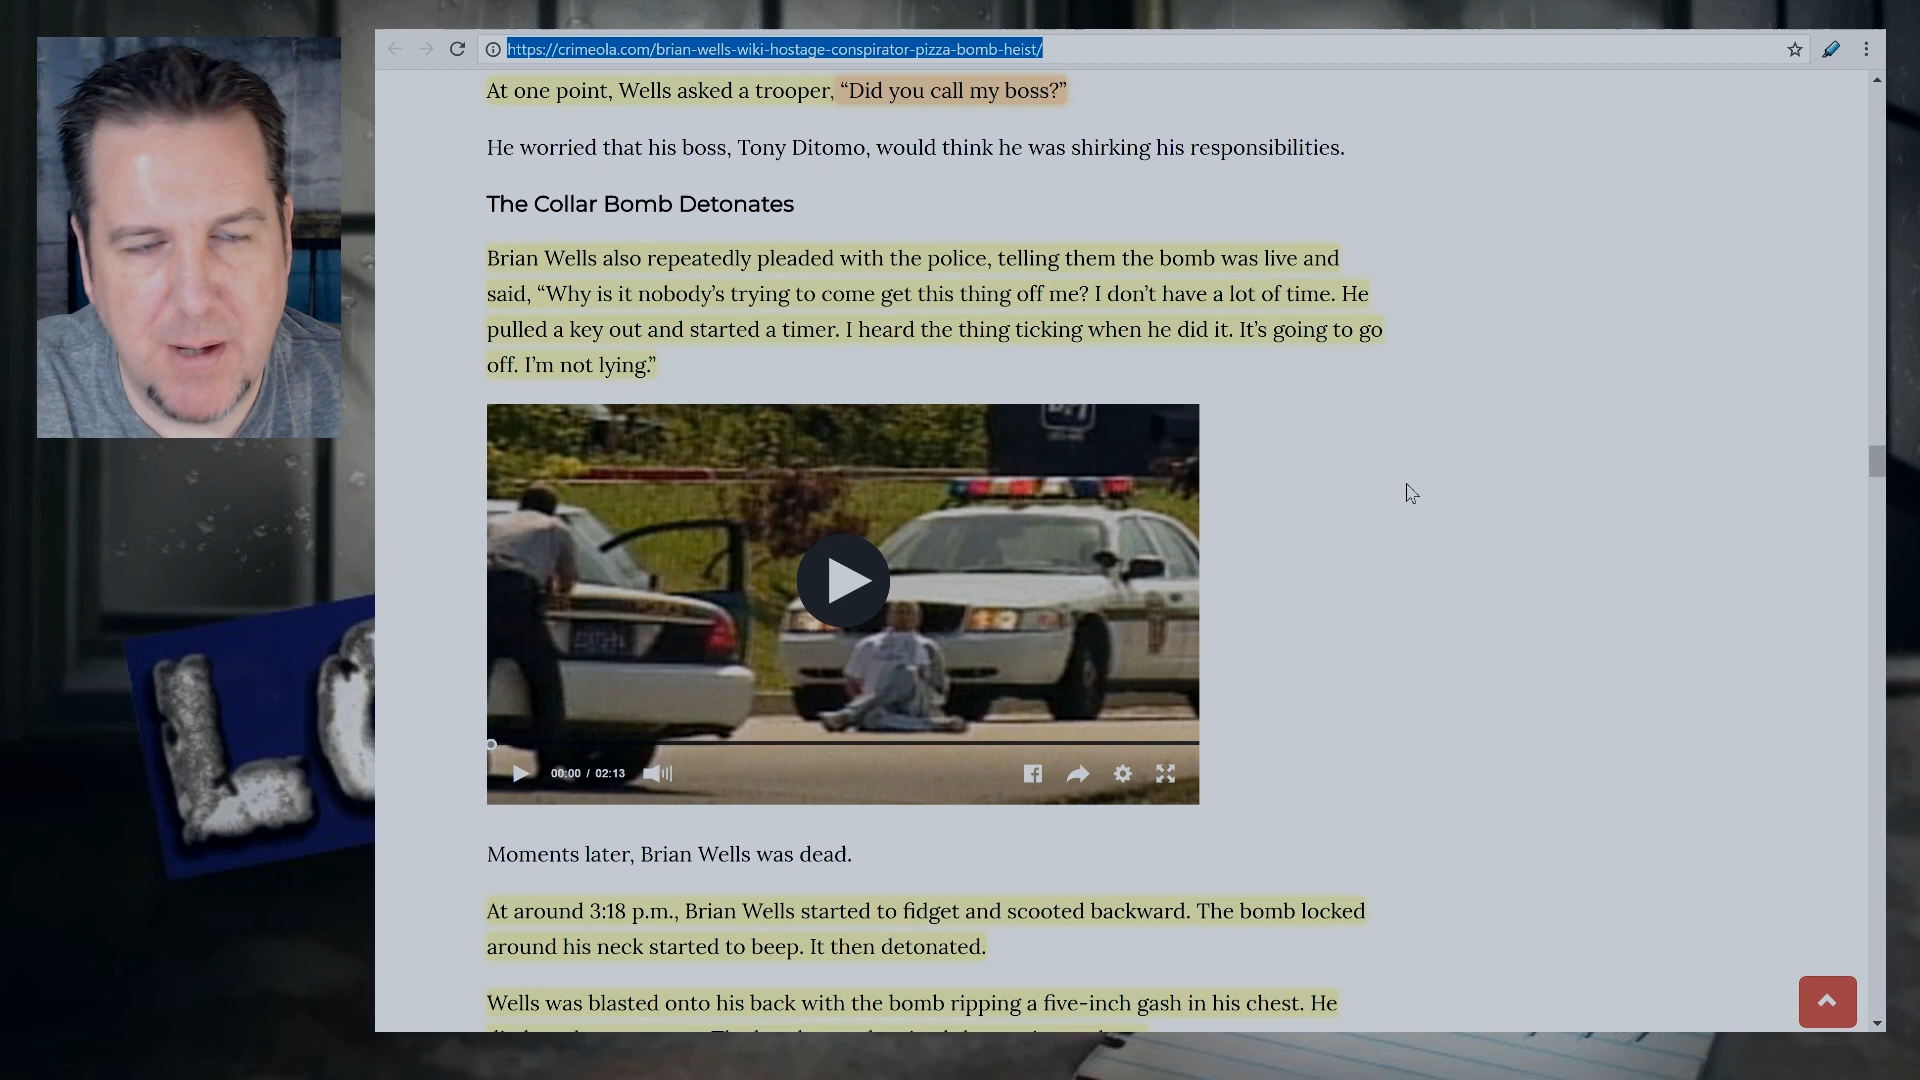 https://crimeola.com/brian-wells-wiki-hostage-conspirator-pizza-bomb-heist/
At one point, Wells asked a trooper, “Did you call my boss?”
He worried that his boss, Tony Ditomo, would think he was shirking his responsibilities.
The Collar Bomb Detonates
Brian Wells also repeatedly pleaded with the police, telling them the bomb was live and
said, “Why is it nobody’s trying to come get this thing off me? I don’t have a lot of time. He
pulled a key out and started a timer. I heard the thing ticking when he did it. It’s going to go
off. I’m not lying.”
00:00 / 02:13
Moments later, Brian Wells was dead.
At around 3:18 p.m., Brian Wells started to fidget and scooted backward. The bomb locked
around his neck started to beep. It then detonated.
Wells was blasted onto his back with the bomb ripping a five-inch gash in his chest. He